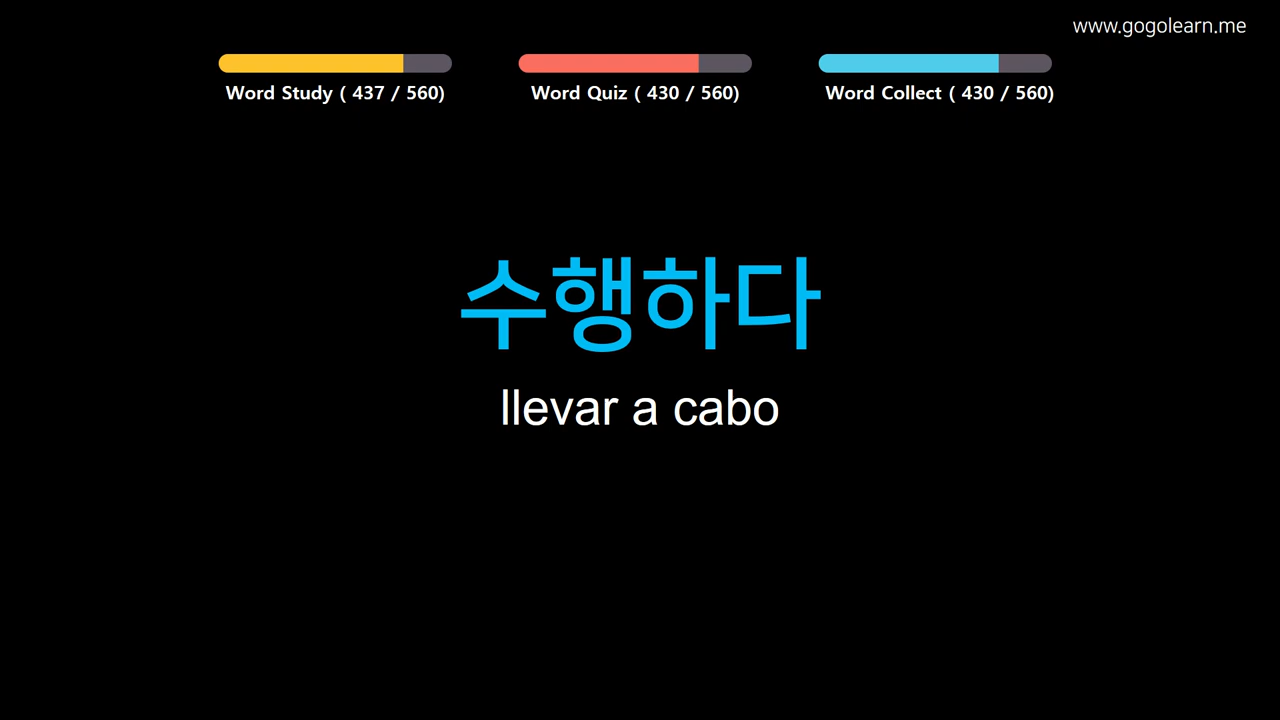 www.gogolearn.me
Word Study ( 437 / 560)
Word Quiz ( 430 / 560)
Word Collect ( 430 / 560)
수행하다
llevar a cabo